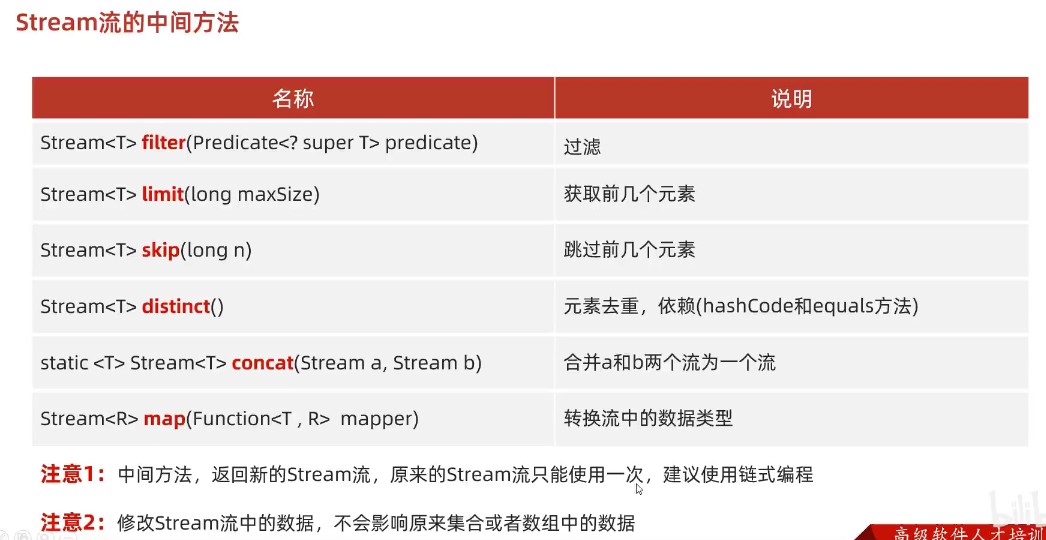 Stream流的中间方法
名称 说明
Stream<T> filter(Predicate<? super T> predicate) 过滤
Stream<T> limit(long maxSize) 获取前几个元素
Stream<T> skip(long n) 跳过前几个元素
Stream<T> distinct() 元素去重，依赖(hashCode和equals方法)
static <T> Stream<T> concat(Stream a, Stream b) 合并a和b两个流为一个流
Stream<R> map(Function<T , R> mapper) 转换流中的数据类型
注意1：中间方法，返回新的Stream流，原来的Stream流只能使用一次，建议使用链式编程
注意2：修改Stream流中的数据，不会影响原来集合或者数组中的数据
bili
高级软件人才培训